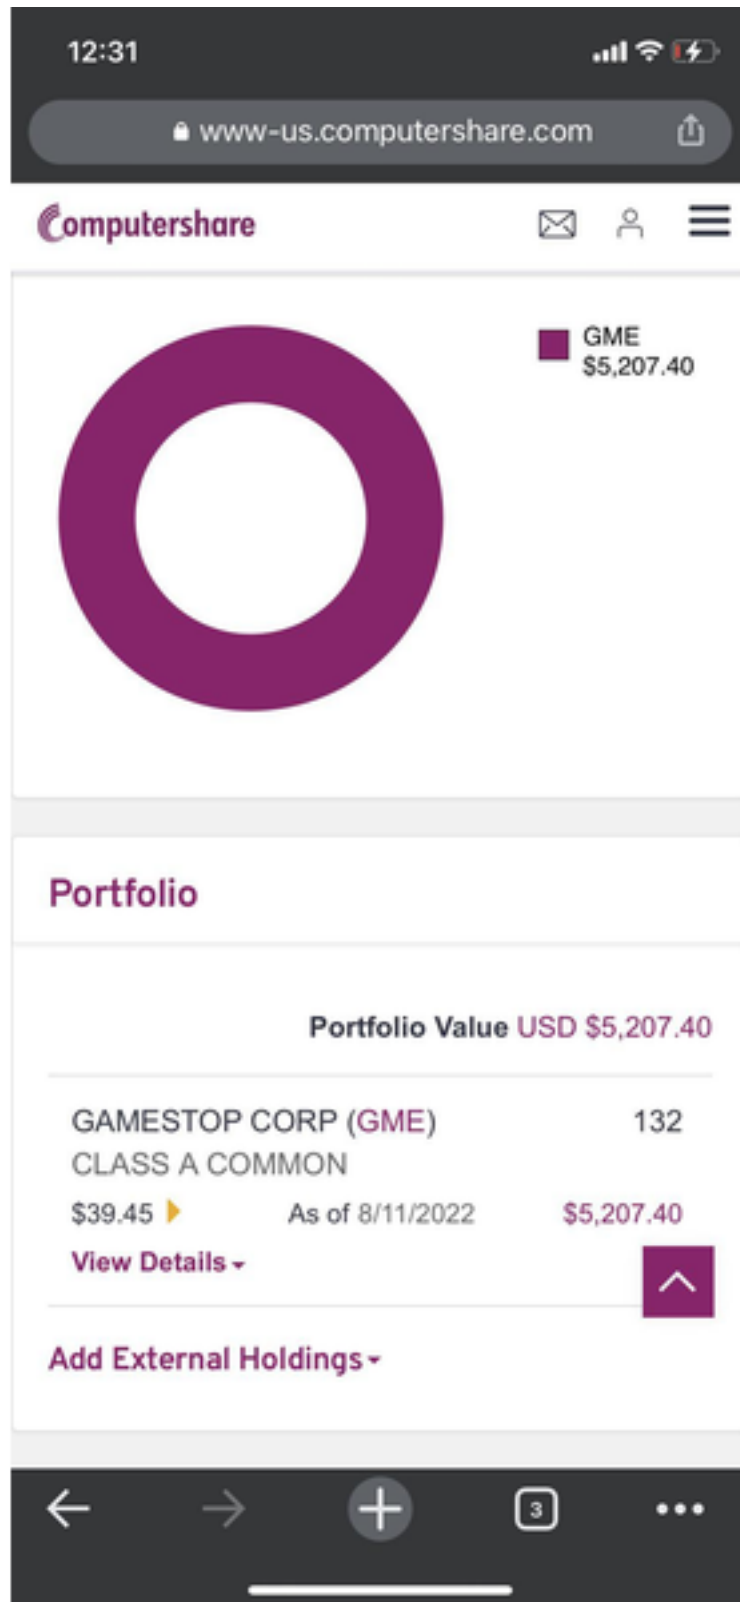 12:31
www-us.computershare.com
Computershare
GME
$5,207.40
Portfolio
Portfolio Value USD $5,207.40
GAMESTOP CORP (GME) 132
CLASS A COMMON
$39.45 As of 8/11/2022 $5,207.40
View Details
Add External Holdings
3